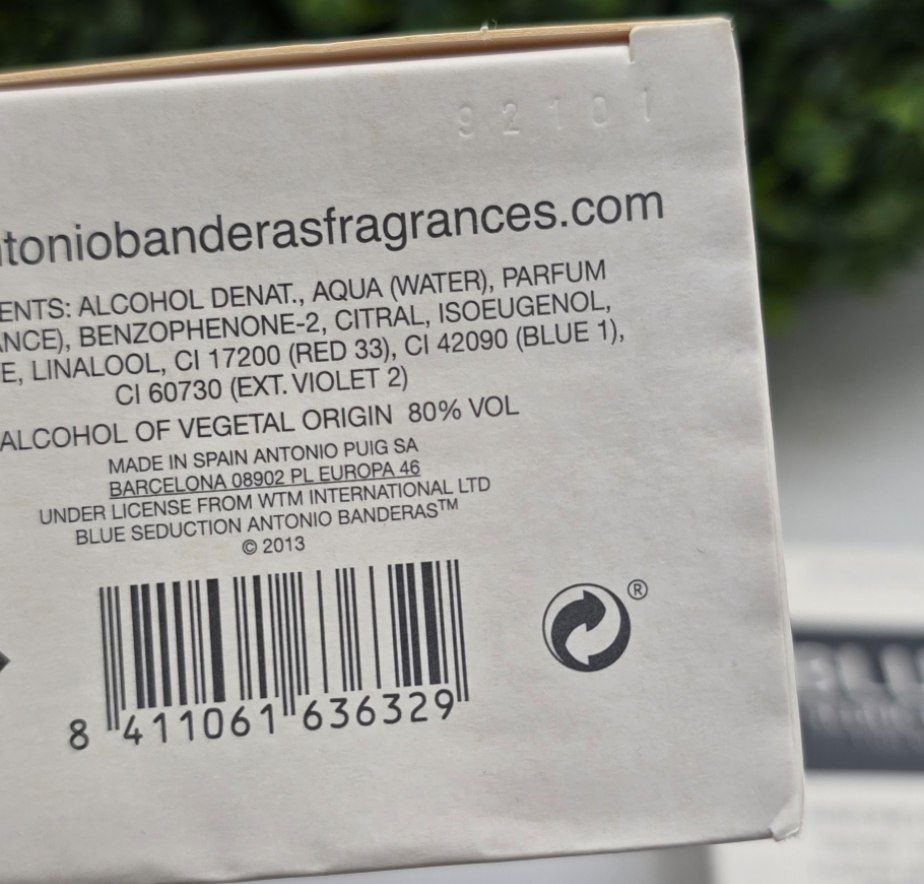 92101
toniobanderasfragrances.com
ENTS: ALCOHOL DENAT., AQUA (WATER), PARFUM
ANCE), BENZOPHENONE-2, CITRAL, ISOEUGENOL,
E, LINALOOL, CI 17200 (RED 33), CI 42090 (BLUE 1),
CI 60730 (EXT. VIOLET 2)
ALCOHOL OF VEGETAL ORIGIN 80% VOL
MADE IN SPAIN ANTONIO PUIG SA
BARCELONA 08902 PL EUROPA 46
UNDER LICENSE FROM WTM INTERNATIONAL LTD
BLUE SEDUCTION ANTONIO BANDERAS™
© 2013
®
8 411061 636329